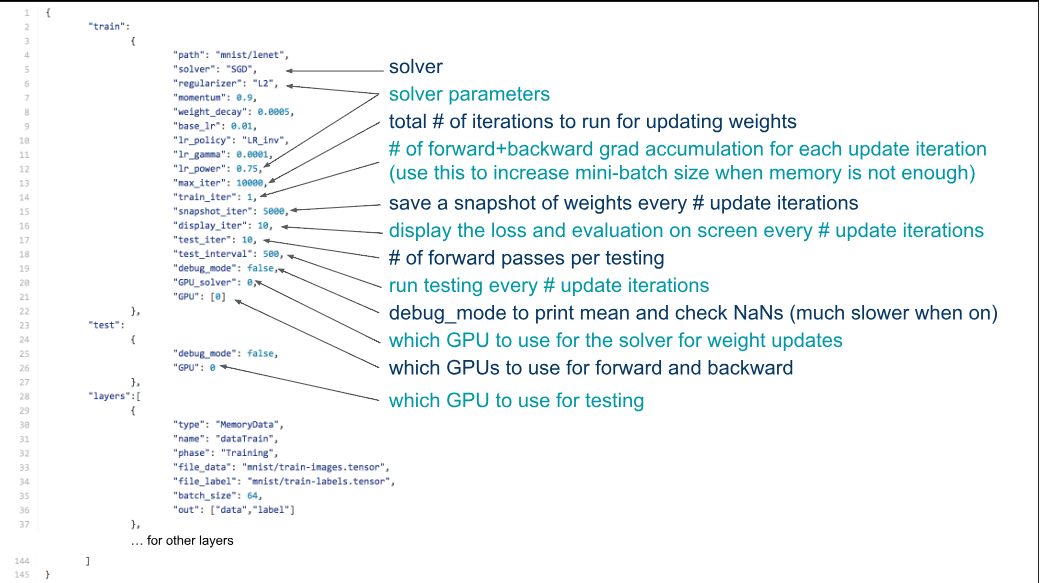 1 {
2 "train":
3 {
4 "path": "mnist/lenet",
5 "solver": "SGD",
6 "regularizer": "L2",
7 "momentum": 0.9,
8 "weight_decay": 0.0005,
9 "base_lr": 0.01,
10 "lr_policy": "LR_inv",
11 "lr_gamma": 0.0001,
12 "lr_power": 0.75,
13 "max_iter": 10000,
14 "train_iter": 1,
15 "snapshot_iter": 5000,
16 "display_iter": 10,
17 "test_iter": 10,
18 "test_interval": 500,
19 "debug_mode": false,
20 "GPU_solver": 0,
21 "GPU": [0]
22 },
23 "test":
24 {
25 "debug_mode": false,
26 "GPU": 0
27 },
28 "layers":[
29 {
30 "type": "MemoryData",
31 "name": "dataTrain",
32 "phase": "Training",
33 "file_data": "mnist/train-images.tensor",
34 "file_label": "mnist/train-labels.tensor",
35 "batch_size": 64,
36 "out": ["data","label"]
37 },
... for other layers
144 ]
145 }
solver
solver parameters
total # of iterations to run for updating weights
# of forward+backward grad accumulation for each update iteration
(use this to increase mini-batch size when memory is not enough)
save a snapshot of weights every # update iterations
display the loss and evaluation on screen every # update iterations
# of forward passes per testing
run testing every # update iterations
debug_mode to print mean and check NaNs (much slower when on)
which GPU to use for the solver for weight updates
which GPUs to use for forward and backward
which GPU to use for testing